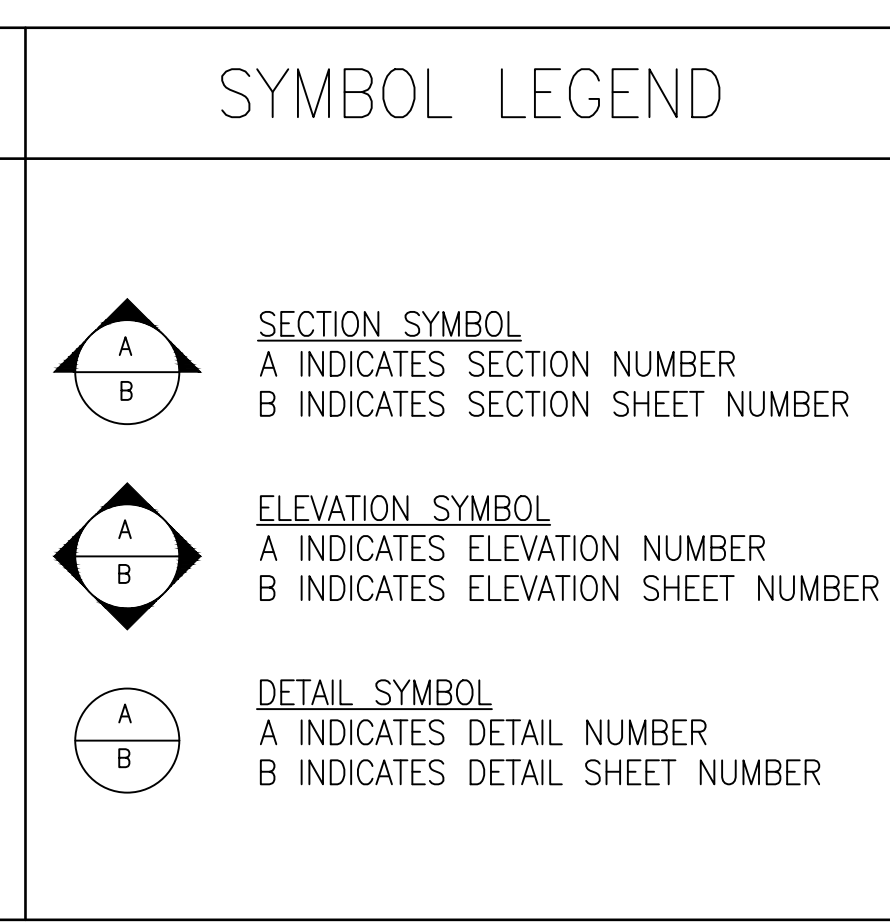 SYMBOL LEGEND
A
B
SECTION SYMBOL
A INDICATES SECTION NUMBER
B INDICATES SECTION SHEET NUMBER
A
B
ELEVATION SYMBOL
A INDICATES ELEVATION NUMBER
B INDICATES ELEVATION SHEET NUMBER
A
B
DETAIL SYMBOL
A INDICATES DETAIL NUMBER
B INDICATES DETAIL SHEET NUMBER